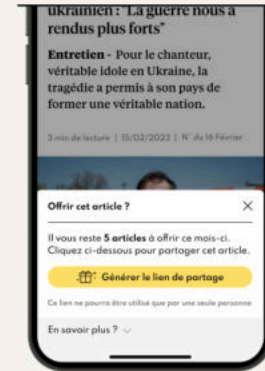 ukrainien : "La guerre nous a
rendus plus forts"
Entretien - Pour le chanteur,
véritable idole en Ukraine, la
tragédie a permis à son pays de
former une véritable nation.
3 min de lecture | 15/02/2023 | N° du 16 Février
Offrir cet article ?
Il vous reste 5 articles à offrir ce mois-ci.
Cliquez ci-dessous pour partager cet article.
Générer le lien de partage
Ce lien ne pourra être utilisé que par une seule personne
En savoir plus ?